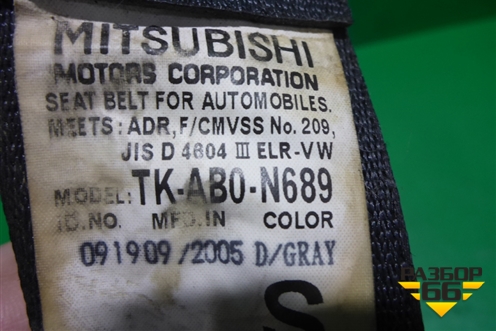 MITSUBISHI
MOTORS CORPORATION
SEAT BELT FOR AUTOMOBILES.
MEETS: ADR, F/CMVSS No. 209,
JIS D 4604 III ELR-VW
MODEL: TK-AB0-N689
ID.NO. MFD.IN COLOR
091909/2005 D/GRAY
S
РАЗБОР
66